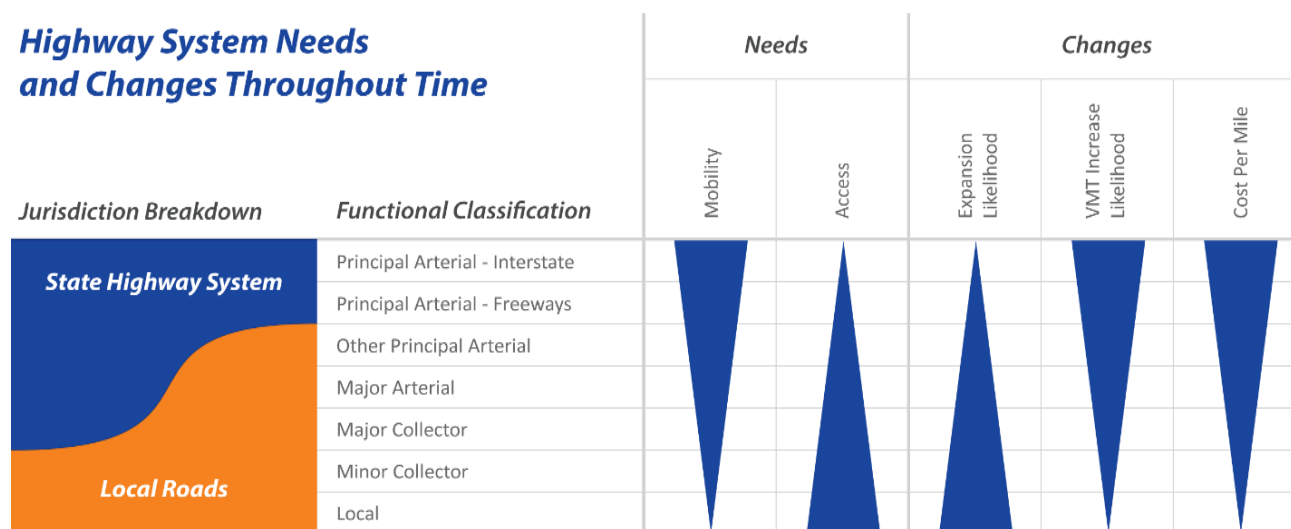 Highway System Needs
and Changes Throughout Time
Needs
Changes
Mobility
Access
Expansion
Likelihood
VMT Increase
Likelihood
Cost Per Mile
Jurisdiction Breakdown
Functional Classification
State Highway System
Principal Arterial - Interstate
Principal Arterial - Freeways
Other Principal Arterial
Major Arterial
Major Collector
Minor Collector
Local Roads
Local